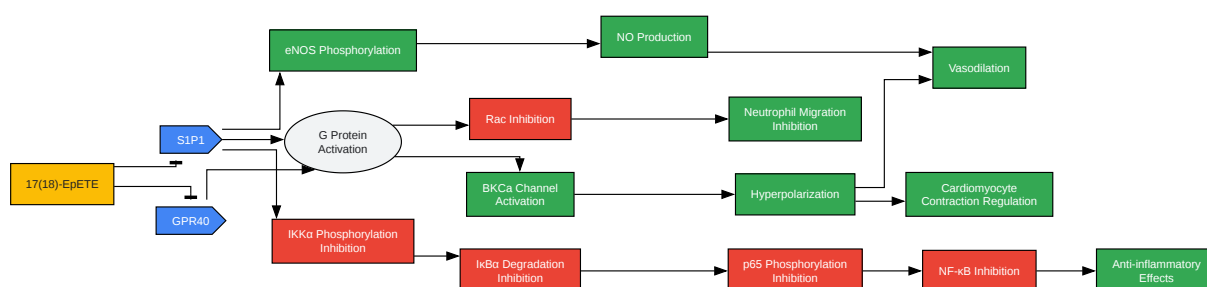 eNOS Phosphorylation
NO Production
Vasodilation
Rac Inhibition
Neutrophil Migration
Inhibition
S1P1
G Protein
Activation
17(18)-EpETE
BKCa Channel
Activation
Hyperpolarization
Cardiomyocyte
Contraction Regulation
GPR40
IKKα Phosphorylation
Inhibition
IκBα Degradation
Inhibition
p65 Phosphorylation
Inhibition
NF-κB Inhibition
Anti-inflammatory
Effects